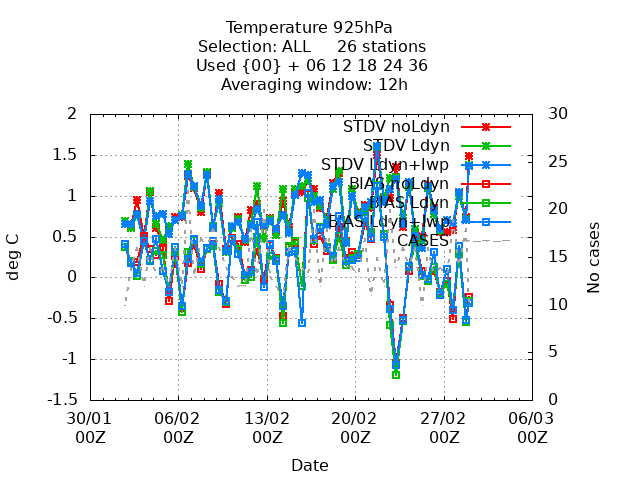 Temperature 925hPa
Selection: ALL 26 stations
Used {00} + 06 12 18 24 36
Averaging window: 12h
2 30
STDV noLdyn
STDV Ldyn
1.5 25
STDV Ldyn+lwp
BIAS noLdyn
1 20
BIAS Ldyn
BIAS Ldyn+lwp
0.5
CASES
15
0
10
-0.5
-1 5
-1.5 0
deg C
No cases
30/01 06/02 13/02 20/02 27/02 06/03
00Z 00Z 00Z 00Z 00Z 00Z
Date